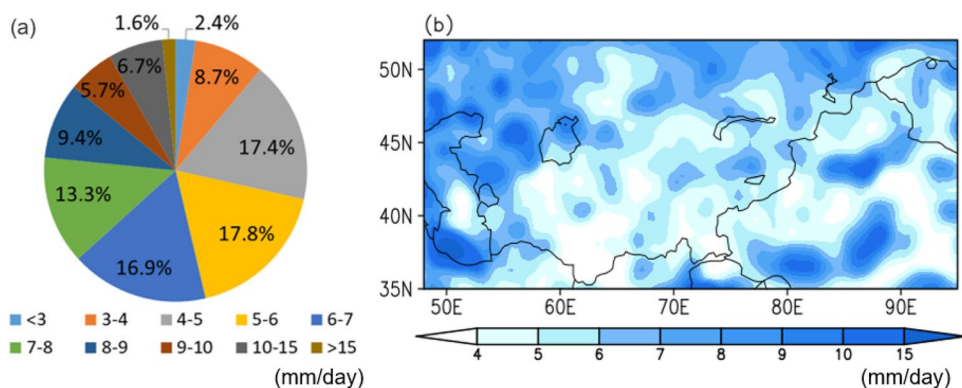 (a)
1.6%
2.4%
6.7%
8.7%
5.7%
9.4%
17.4%
13.3%
17.8%
16.9%
<3 3-4 4-5 5-6 6-7
7-8 8-9 9-10 10-15 >15
(mm/day)
(b)
50N
45N
40N
35N
50E 60E 70E 80E 90E
4 5 6 7 8 9 10 15
(mm/day)